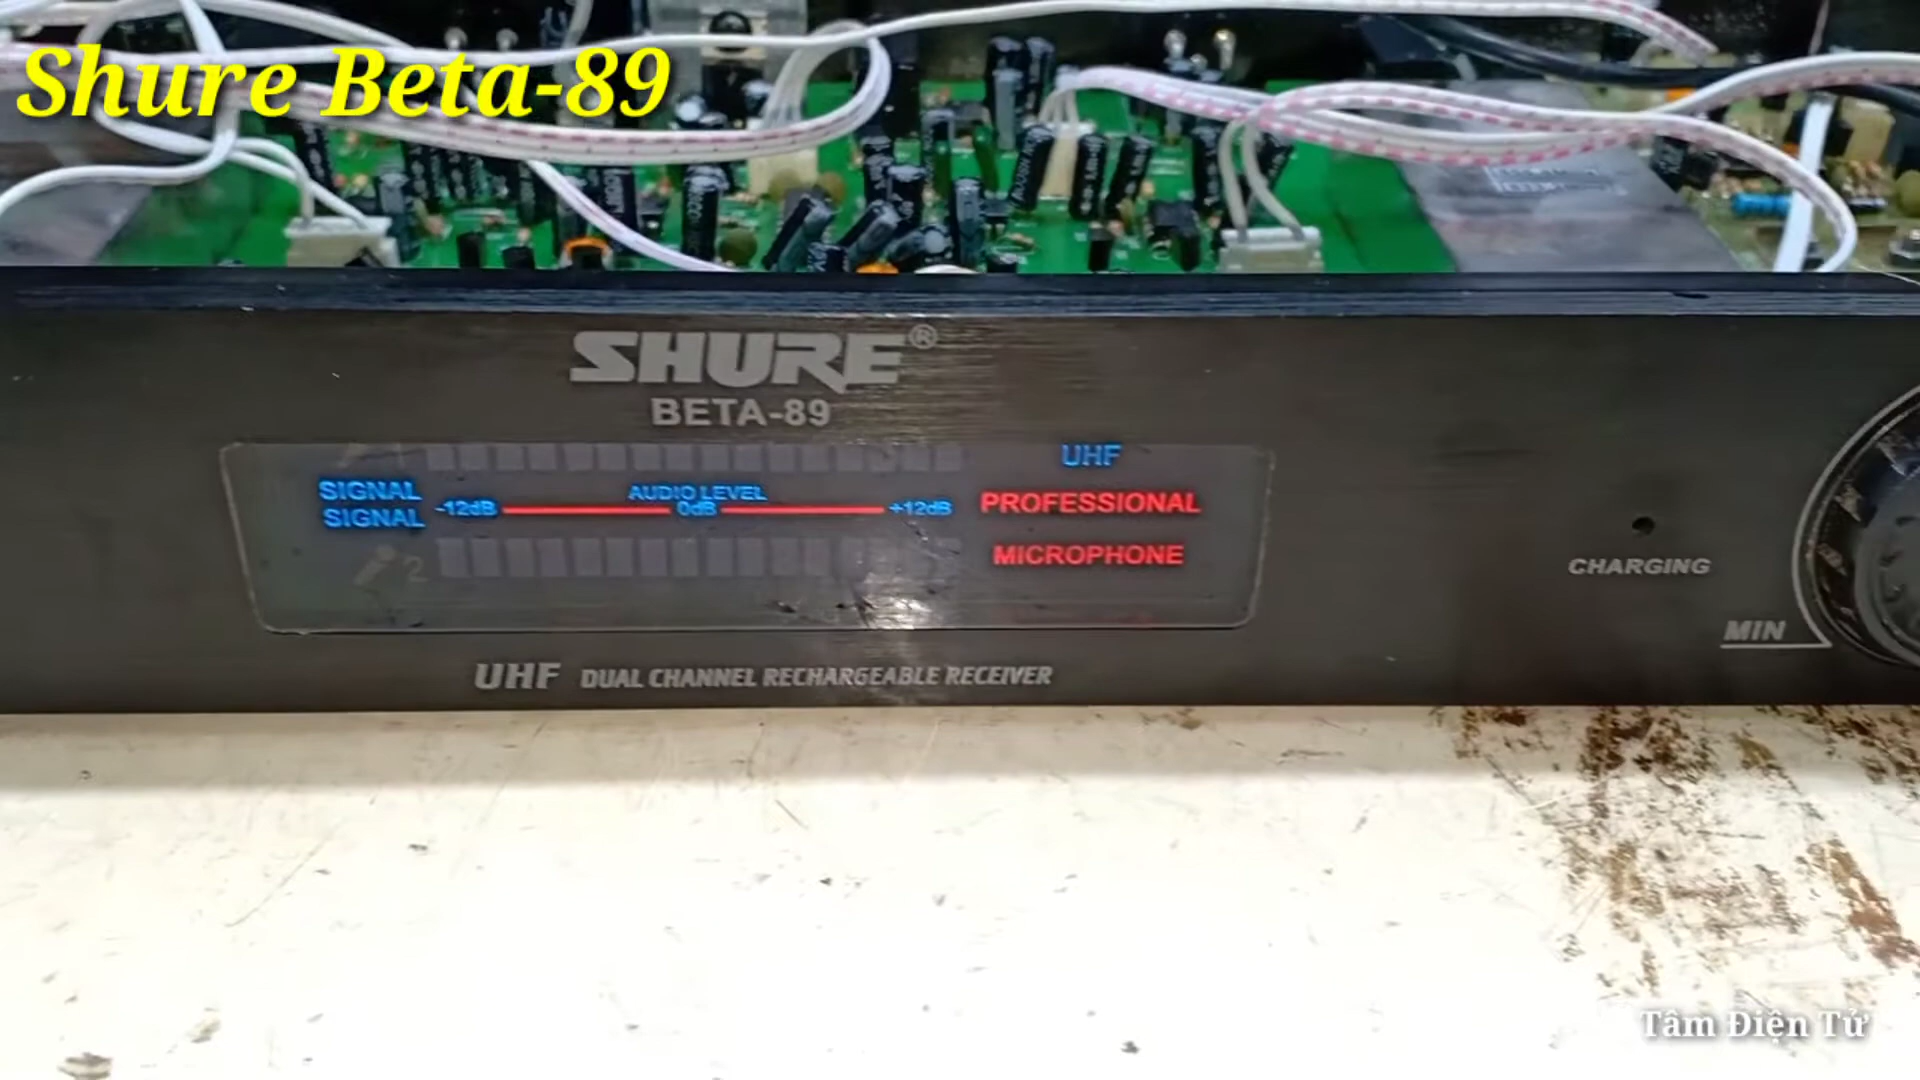 Shure Beta-89
SHURE®
BETA-89
UHF
SIGNAL
AUDIO LEVEL
SIGNAL
-12dB 0dB +12dB
PROFESSIONAL
MICROPHONE
2
CHARGING
MIN
UHF DUAL CHANNEL RECHARGEABLE RECEIVER
Tâm Điện Tử